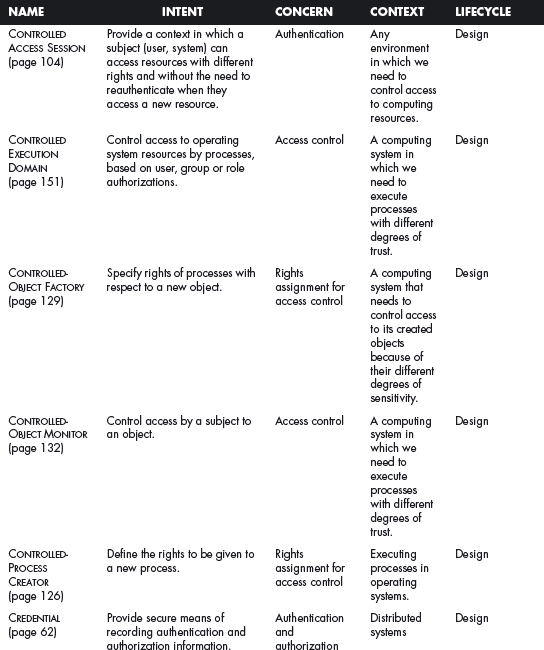 NAME INTENT CONCERN CONTEXT LIFECYCLE
CONTROLLED
ACCESS SESSION
(page 104)
Provide a context in which a
subject (user, system) can
access resources with different
rights and without the need to
reauthenticate when they
access a new resource.
Authentication
Any
environment
in which we
need to
control access
to computing
resources.
Design
CONTROLLED
EXECUTION
DOMAIN
(page 151)
Control access to operating
system resources by processes,
based on user, group or role
authorizations.
Access control
A computing
system in
which we
need to
execute
processes
with different
degrees of
trust.
Design
CONTROLLED-
OBJECT FACTORY
(page 129)
Specify rights of processes with
respect to a new object.
Rights
assignment for
access control
A computing
system that
needs to
control access
to its created
objects
because of
their different
degrees of
sensitivity.
Design
CONTROLLED-
OBJECT MONITOR
(page 132)
Control access by a subject to
an object.
Access control
A computing
system in
which we
need to
execute
processes
with different
degrees of
trust.
Design
CONTROLLED-
PROCESS
CREATOR
(page 126)
Define the rights to be given to
a new process.
Rights
assignment for
access control
Executing
processes in
operating
systems.
Design
CREDENTIAL
(page 62)
Provide secure means of
recording authentication and
authorization information.
Authentication
and
authorization
Distributed
systems
Design